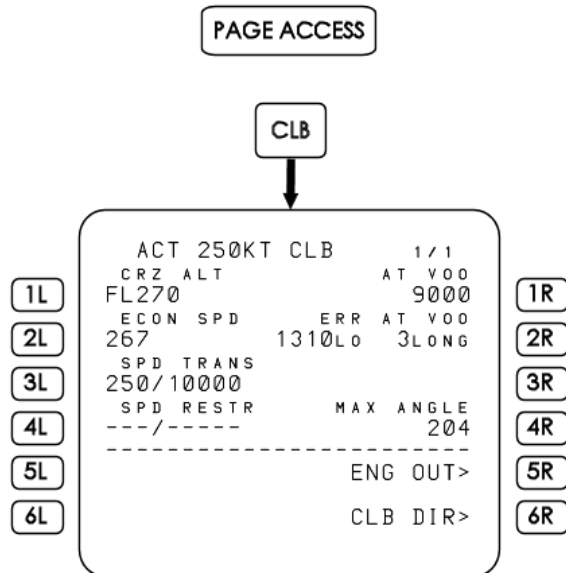 PAGE ACCESS
CLB
ACT 250KT CLB 1/1
CRZ ALT AT VOO
1L FL270 9000 1R
ECON SPD ERR AT VOO
2L 267 1310LO 3LONG 2R
SPD TRANS
3L 250/10000 3R
SPD RESTR MAX ANGLE
4L ---/----- 204 4R
--------------------------
5L ENG OUT> 5R
6L CLB DIR> 6R